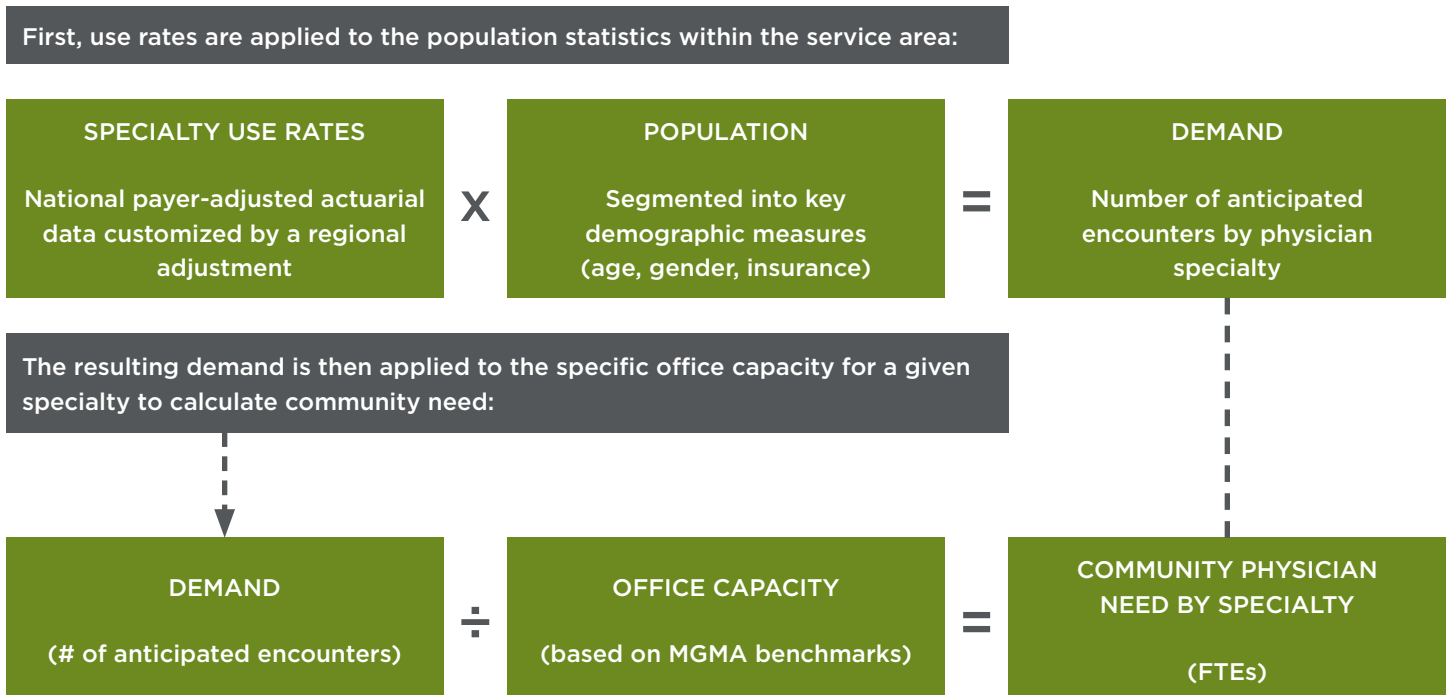 First, use rates are applied to the population statistics within the service area:
SPECIALTY USE RATES
National payer-adjusted actuarial
data customized by a regional
adjustment
X
POPULATION
Segmented into key
demographic measures
(age, gender, insurance)
=
DEMAND
Number of anticipated
encounters by physician
specialty
The resulting demand is then applied to the specific office capacity for a given
specialty to calculate community need:
DEMAND
(# of anticipated encounters)
÷
OFFICE CAPACITY
(based on MGMA benchmarks)
=
COMMUNITY PHYSICIAN
NEED BY SPECIALTY
(FTEs)